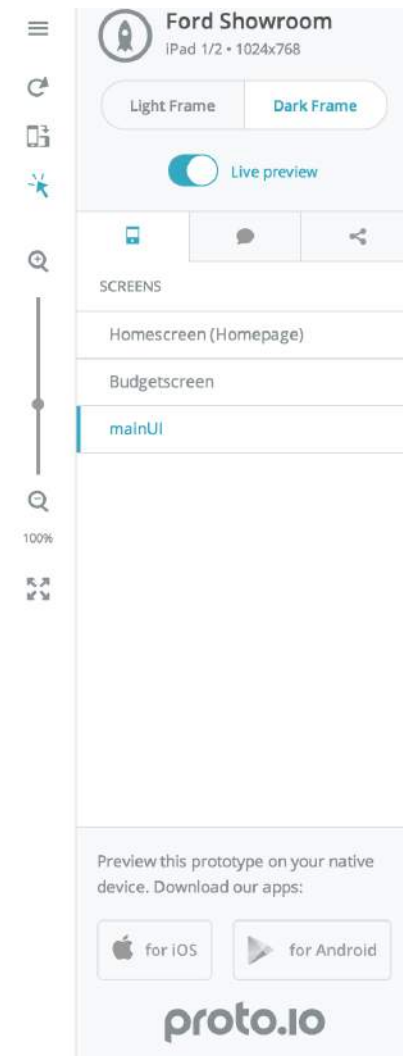 Ford Showroom
iPad 1/2 • 1024x768
Light Frame
Dark Frame
Live preview
SCREENS
Homescreen (Homepage)
Budgetscreen
mainUI
100%
Preview this prototype on your native
device. Download our apps:
for iOS
for Android
proto.io